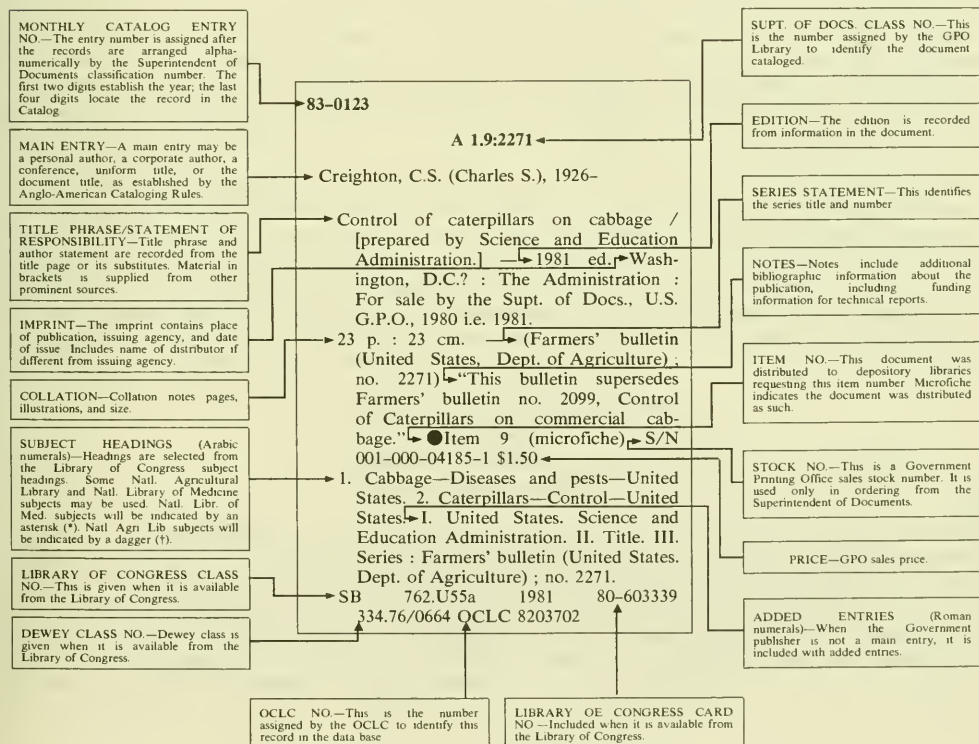 MONTHLY CATALOG ENTRY
NO.—The entry number is assigned after
the records are arranged alpha-
numerically by the Superintendent of
Documents classification number. The
first two digits establish the year; the last
four digits locate the record in the
Catalog
MAIN ENTRY—A main entry may be
a personal author, a corporate author, a
conference, uniform title, or the
document title, as established by the
Anglo-American Cataloging Rules.
TITLE PHRASE/STATEMENT OF
RESPONSIBILITY—Title phrase and
author statement are recorded from the
title page or its substitutes. Material in
brackets is supplied from other
prominent sources.
IMPRINT—The imprint contains place
of publication, issuing agency, and date
of issue Includes name of distributor if
different from issuing agency.
COLLATION—Collation notes pages,
illustrations, and size.
SUBJECT HEADINGS (Arabic
numerals)—Headings are selected from
the Library of Congress subject
headings. Some Natl. Agricultural
Library and Natl. Library of Medicine
subjects may be used. Natl. Libr. of
Med. subjects will be indicated by an
asterisk (*). Natl Agri Lib subjects will
be indicated by a dagger (†).
LIBRARY OF CONGRESS CLASS
NO.—This is given when it is available
from the Library of Congress.
DEWEY CLASS NO.—Dewey class is
given when it is available from the
Library of Congress.
83-0123
A 1.9:2271
Creighton, C.S. (Charles S.), 1926–
Control of caterpillars on cabbage /
[prepared by Science and Education
Administration.] — 1981 ed. Wash-
ington, D.C.? : The Administration :
For sale by the Supt. of Docs., U.S.
G.P.O., 1980 i.e. 1981.
23 p. : 23 cm. — (Farmers' bulletin
(United States, Dept. of Agriculture) ;
no. 2271) "This bulletin supersedes
Farmers' bulletin no. 2099, Control
of Caterpillars on commercial cab-
bage." ●Item 9 (microfiche) S/N
001-000-04185-1 $1.50
1. Cabbage—Diseases and pests—United
States. 2. Caterpillars—Control—United
States. I. United States. Science and
Education Administration. II. Title. III.
Series : Farmers' bulletin (United States.
Dept. of Agriculture) ; no. 2271.
SB 762.U55a 1981 80-603339
334.76/0664 OCLC 8203702
SUPT. OF DOCS. CLASS NO.—This
is the number assigned by the GPO
Library to identify the document
cataloged.
EDITION—The edition is recorded
from information in the document.
SERIES STATEMENT—This identifies
the series title and number
NOTES—Notes include additional
bibliographic information about the
publication, including funding
information for technical reports.
ITEM NO.—This document was
distributed to depository libraries
requesting this item number Microfiche
indicates the document was distributed
as such.
STOCK NO.—This is a Government
Printing Office sales stock number. It is
used only in ordering from the
Superintendent of Documents.
PRICE—GPO sales price.
ADDED ENTRIES (Roman
numerals)—When the Government
publisher is not a main entry, it is
included with added entries.
OCLC NO.—This is the number
assigned by the OCLC to identify this
record in the data base
LIBRARY OE CONGRESS CARD
NO —Included when it is available from
the Library of Congress.